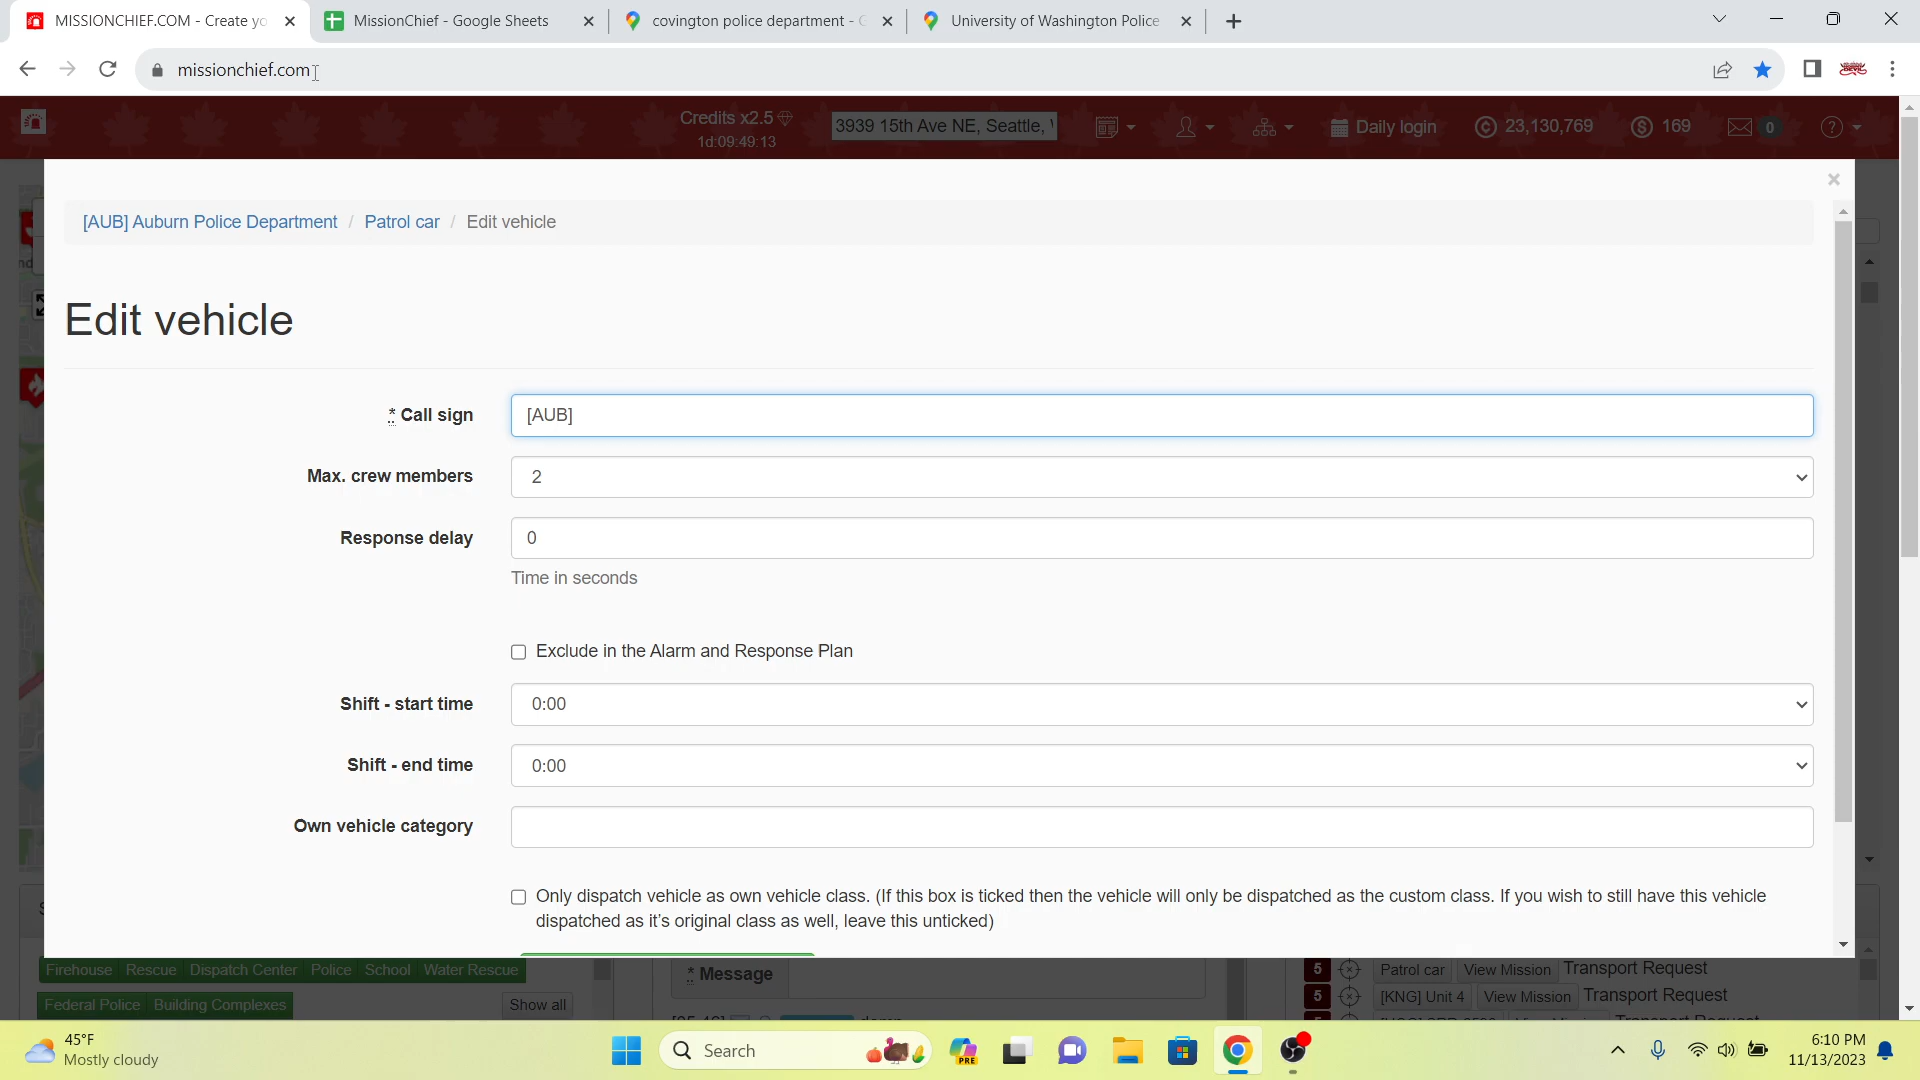 MISSIONCHIEF.COM - Create yo
MissionChief - Google Sheets
covington police department - G
University of Washington Police
missionchief.com
Credits x2.5
1d:09:49:13
3939 15th Ave NE, Seattle,
Daily login
23,130,769
169
0
[AUB] Auburn Police Department / Patrol car / Edit vehicle
Edit vehicle
* Call sign
[AUB]
Max. crew members
2
Response delay
0
Time in seconds
Exclude in the Alarm and Response Plan
Shift - start time
0:00
Shift - end time
0:00
Own vehicle category
Only dispatch vehicle as own vehicle class. (If this box is ticked then the vehicle will only be dispatched as the custom class. If you wish to still have this vehicle
dispatched as it's original class as well, leave this unticked)
Firehouse Rescue Dispatch Center Police School Water Rescue
Federal Police Building Complexes
Show all
* Message
5 Patrol car View Mission Transport Request
5 [KNG] Unit 4 View Mission Transport Request
45°F
Mostly cloudy
Search
PRE
6:10 PM
11/13/2023